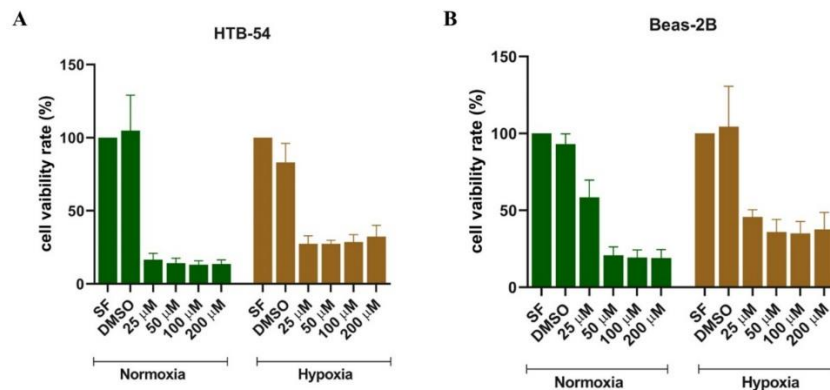 A
HTB-54
cell vaibility rate (%)
150
100
50
0
SF
DMSO
25 μM
50 μM
100 μM
200 μM
SF
DMSO
25 μM
50 μM
100 μM
200 μM
Normoxia
Hypoxia
B
Beas-2B
cell vaibility rate (%)
150
100
50
0
SF
DMSO
25 μM
50 μM
100 μM
200 μM
SF
DMSO
25 μM
50 μM
100 μM
200 μM
Normoxia
Hypoxia